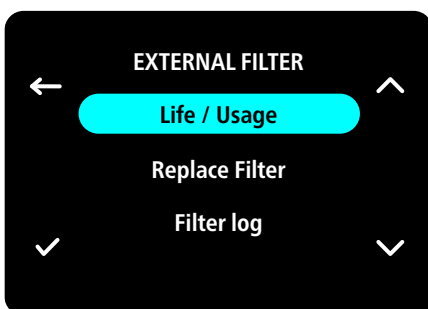 EXTERNAL FILTER
Life / Usage
Replace Filter
Filter log